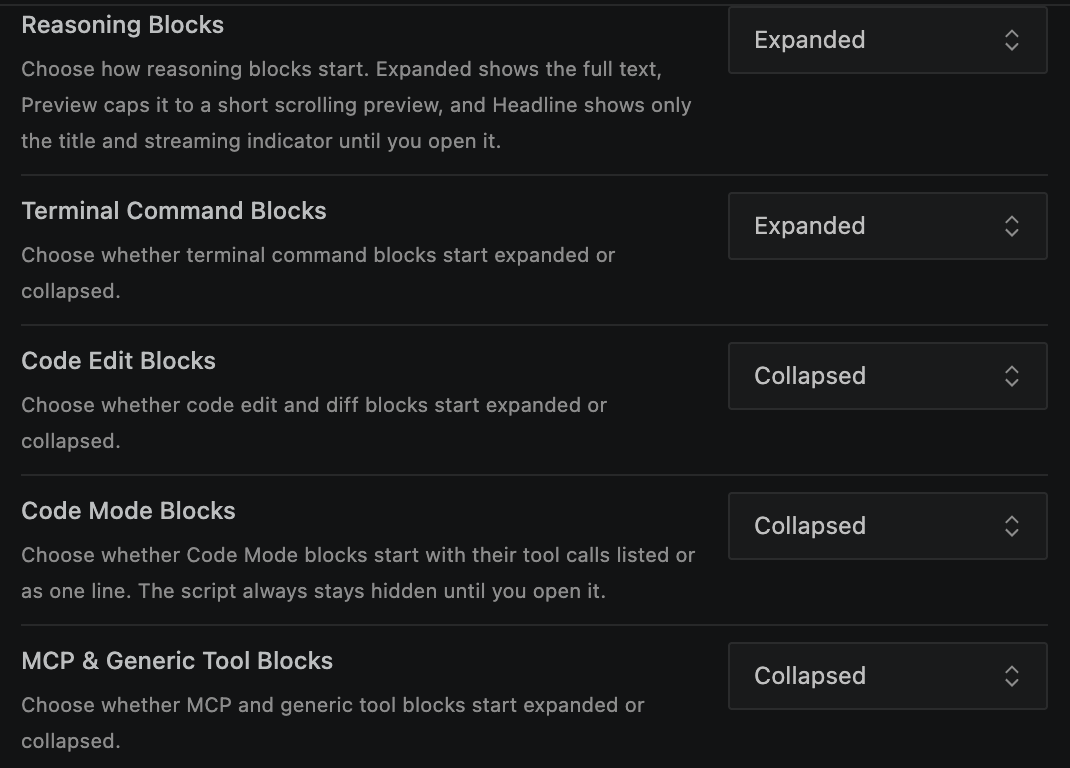 Reasoning Blocks
Expanded
Choose how reasoning blocks start. Expanded shows the full text,
Preview caps it to a short scrolling preview, and Headline shows only
the title and streaming indicator until you open it.
Terminal Command Blocks
Expanded
Choose whether terminal command blocks start expanded or
collapsed.
Code Edit Blocks
Collapsed
Choose whether code edit and diff blocks start expanded or
collapsed.
Code Mode Blocks
Collapsed
Choose whether Code Mode blocks start with their tool calls listed or
as one line. The script always stays hidden until you open it.
MCP & Generic Tool Blocks
Collapsed
Choose whether MCP and generic tool blocks start expanded or
collapsed.